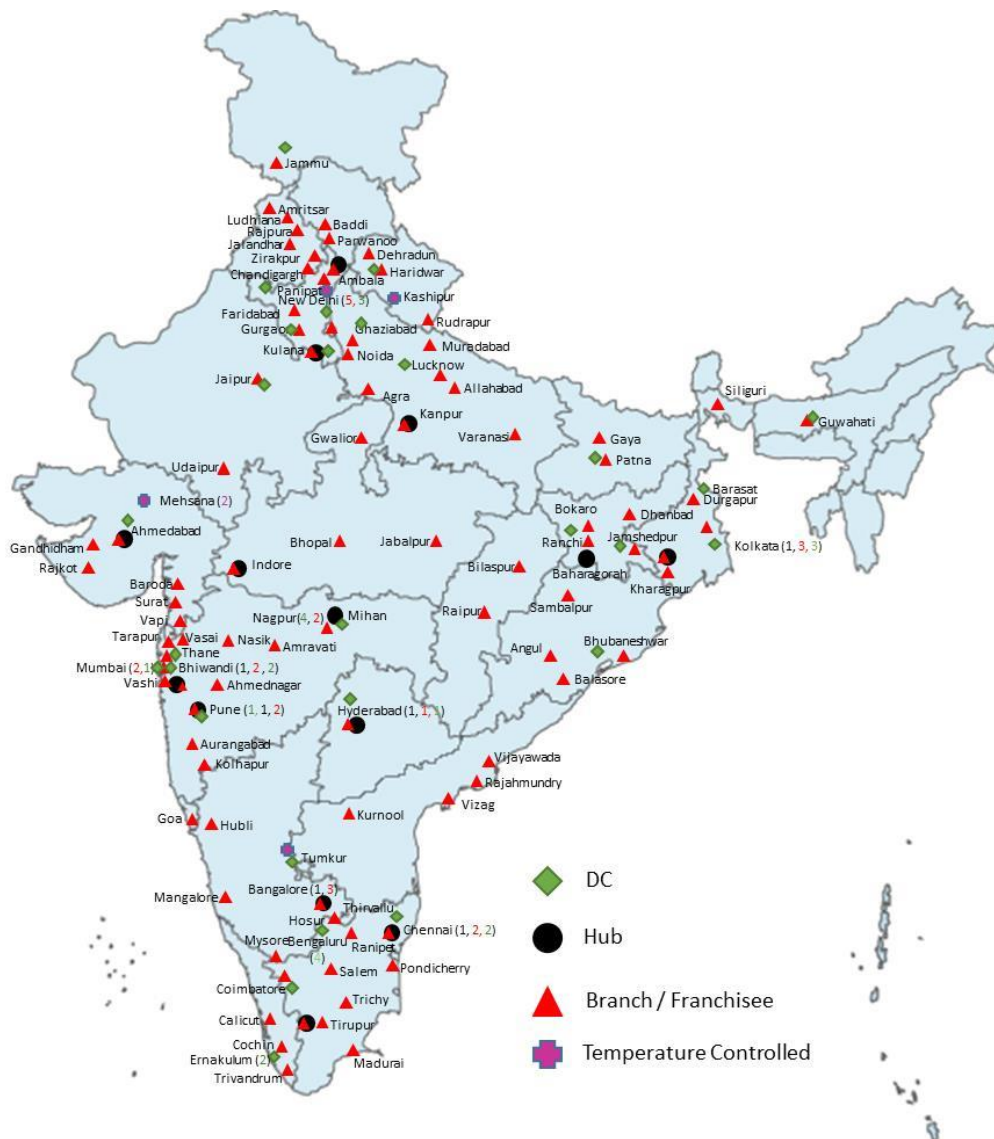 Jammu
Amritsar
Ludhiana
Baddi
Rajpura
Parwanoo
Jalandhar
Dehradun
Zirakpur
Chandigargh
Haridwar
Ambala
Panipat
Kashipur
New Delhi (5, 3)
Faridabad
Rudrapur
Gurgao
Ghaziabad
Muradabad
Kulana
Noida
Lucknow
Jaipur
Allahabad
Agra
Siliguri
Kanpur
Guwahati
Gwalior
Varanasi
Gaya
Patna
Udaipur
Mehsana (2)
Barasat
Durgapur
Bokaro
Dhanbad
Ahmedabad
Gandhidham
Bhopal
Jabalpur
Ranchi
Jamshedpur
Kolkata (1, 3, 3)
Rajkot
Indore
Bilaspur
Baharagorah
Baroda
Kharagpur
Surat
Sambalpur
Raipur
Vapi
Nagpur(4, 2)
Mihan
Tarapur
Vasai
Nasik
Amravati
Bhubaneshwar
Thane
Angul
Mumbai (2, 1)
Bhiwandi (1, 2 , 2)
Vashi
Ahmednagar
Balasore
Pune (1, 1, 2)
Hyderabad (1, 1, 1)
Aurangabad
Kolhapur
Vijayawada
Rajahmundry
Vizag
Goa
Hubli
Kurnool
Tumkur
DC
Bangalore (1, 3)
Mangalore
Thirvallu
Hosur
Chennai (1, 2, 2)
Hub
Mysore
Bengaluru
(4)
Ranipet
Pondicherry
Salem
Coimbatore
Trichy
Branch / Franchisee
Calicut
Tirupur
Cochin
Ernakulum (2)
Madurai
Temperature Controlled
Trivandrum